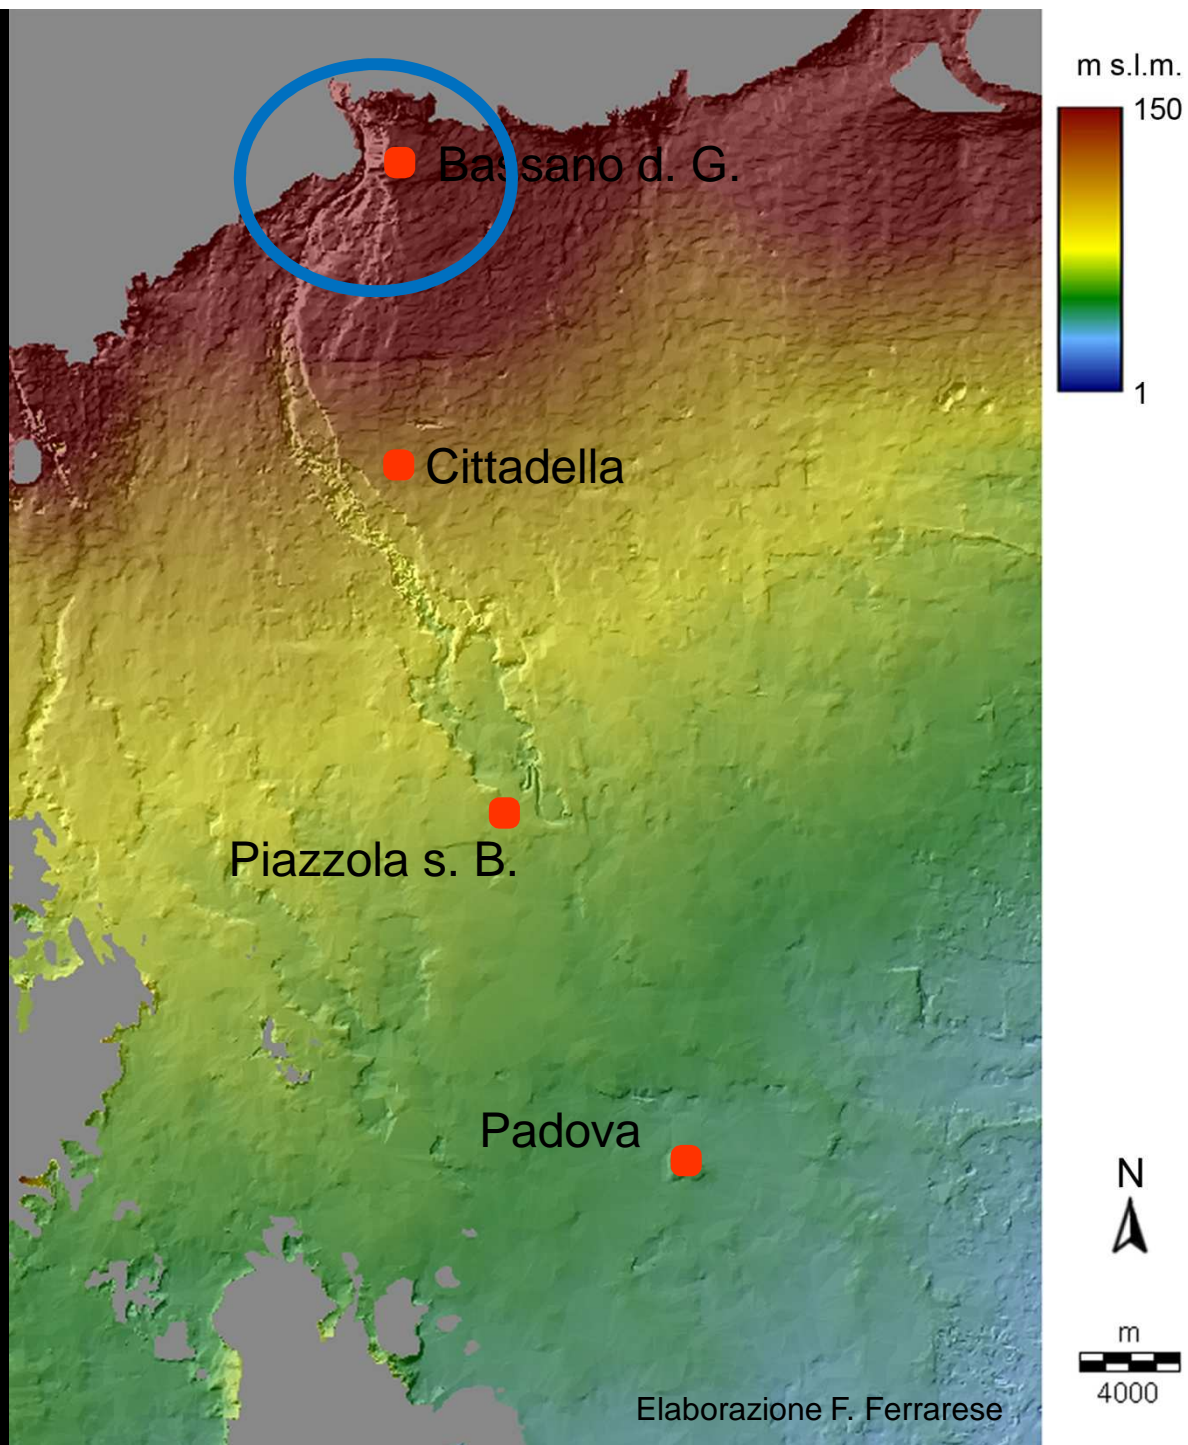 m s.l.m.
150
Bassano d. G.
1
Cittadella
Piazzola s. B.
Padova
N
m
4000
Elaborazione F. Ferrarese